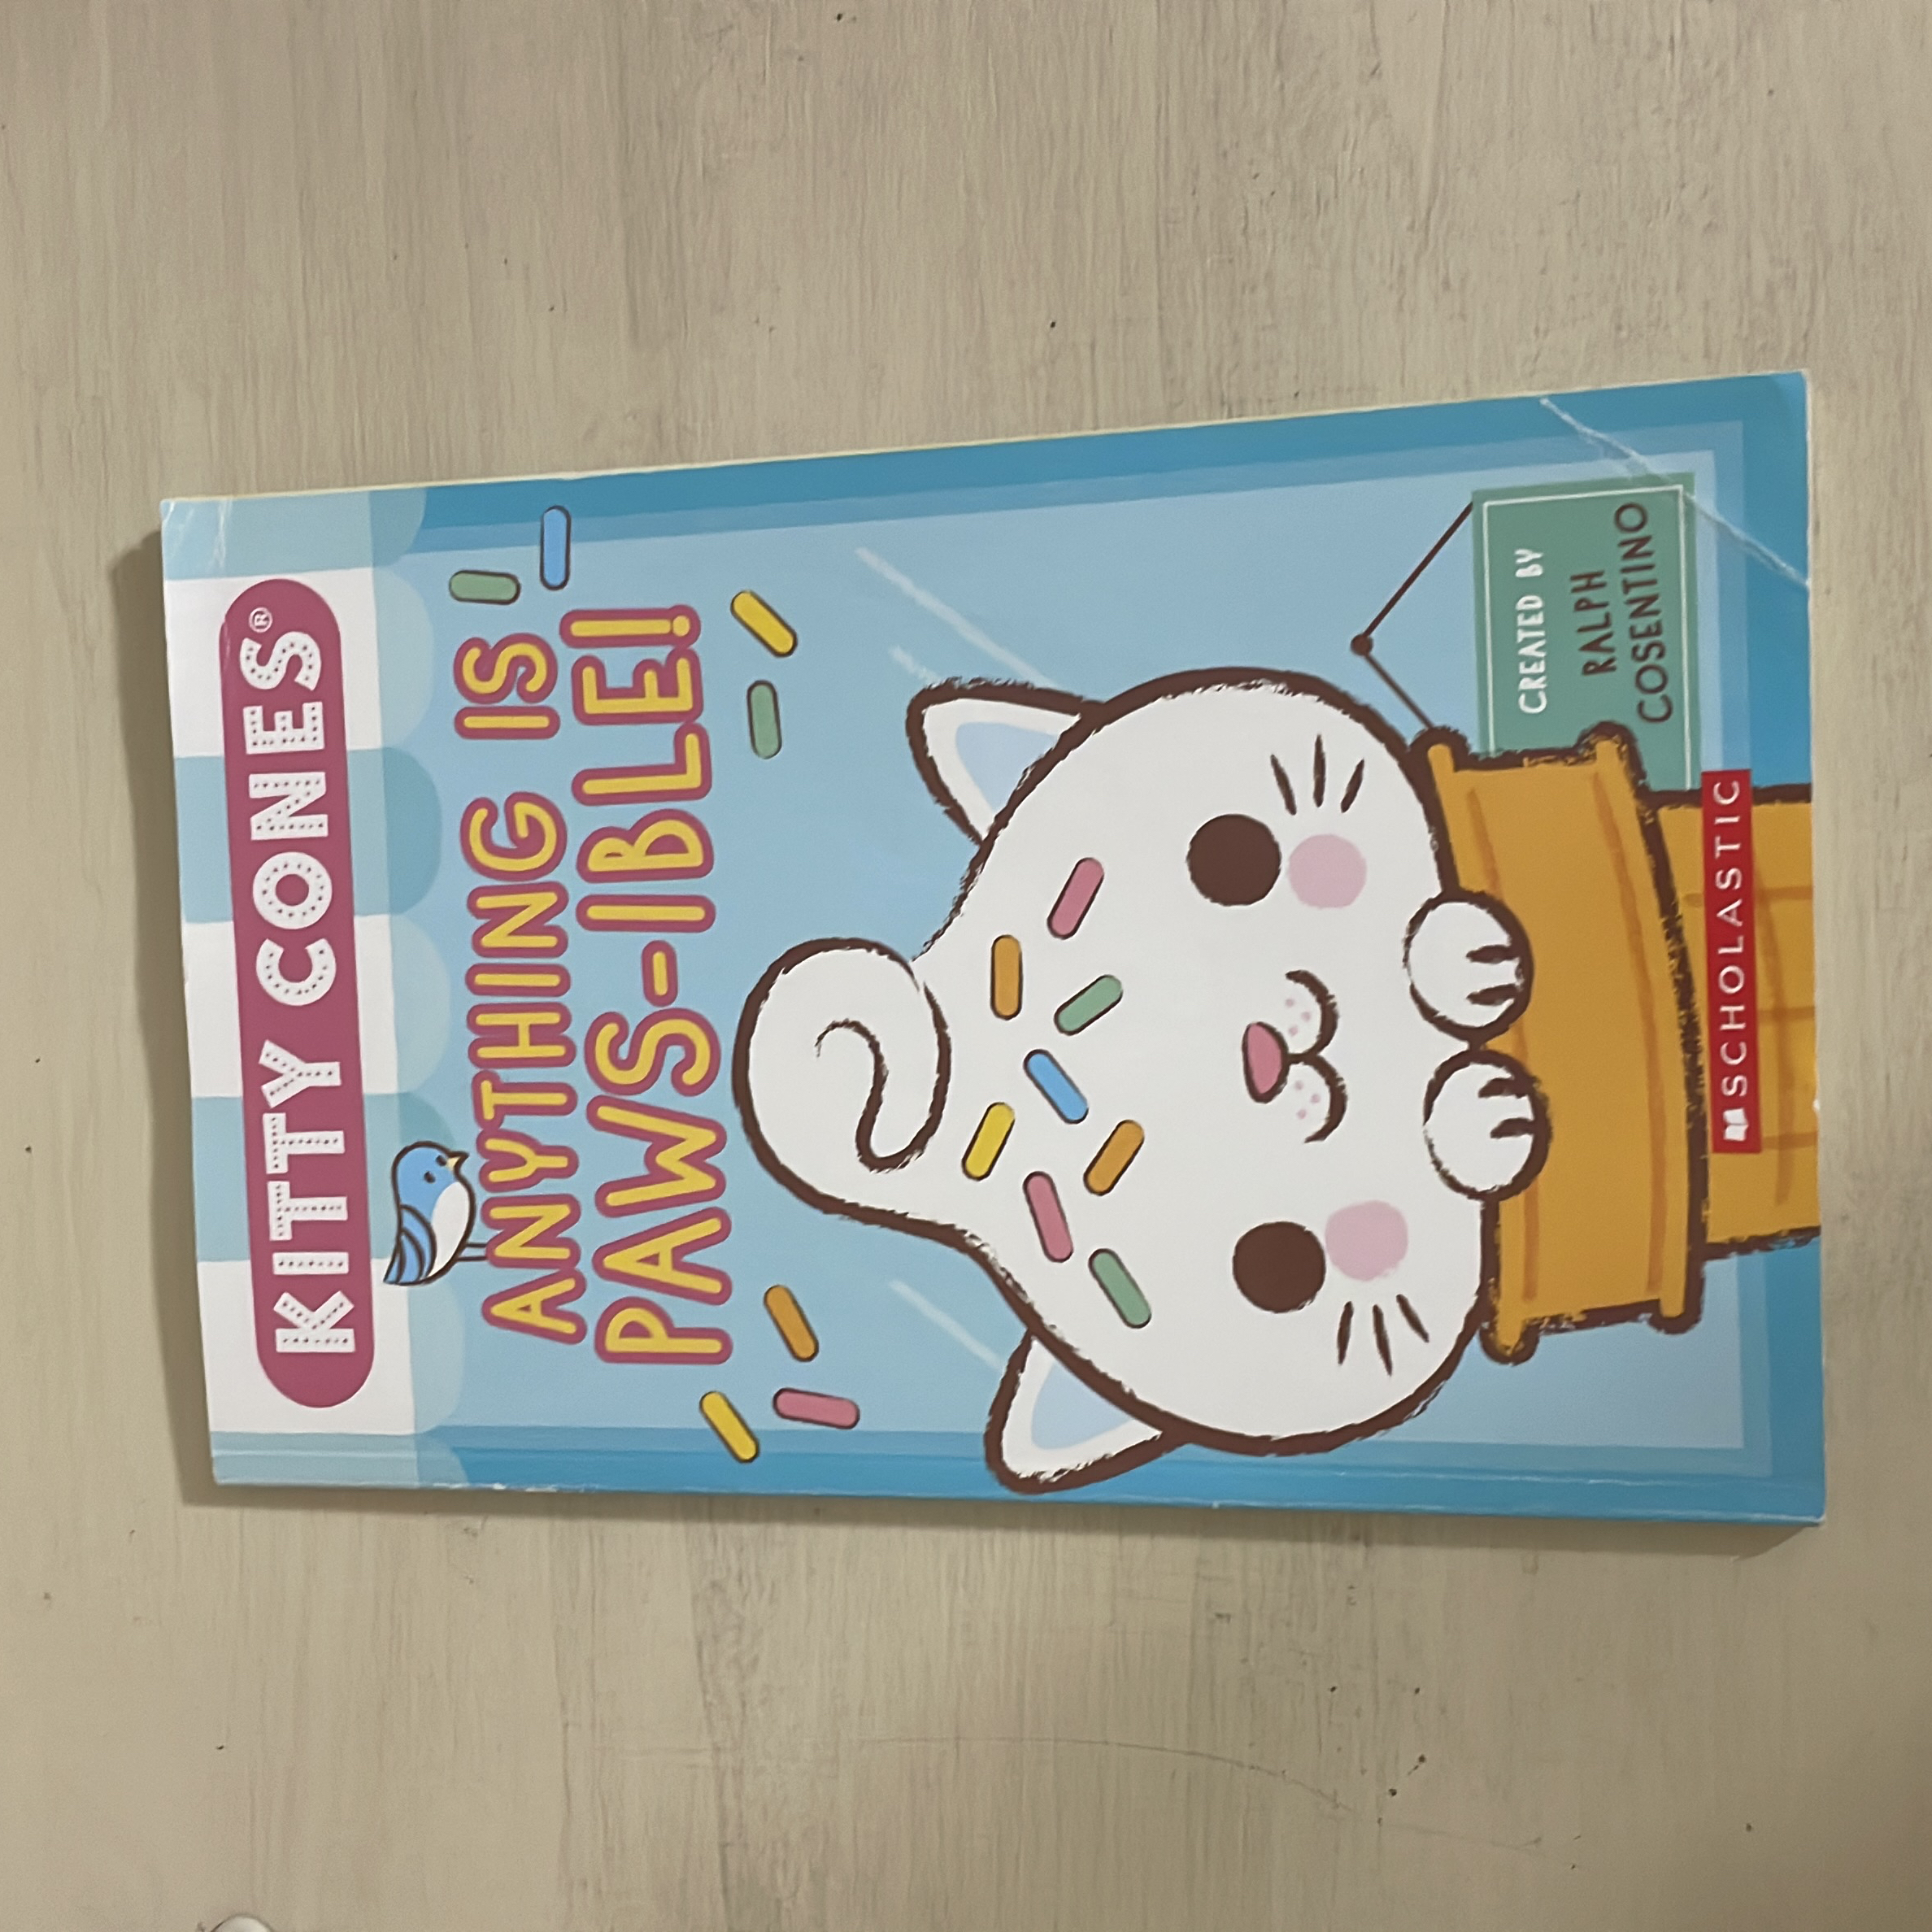 KITTY CONES®
ANYTHING IS
PAWS-IBLE!
CREATED BY
RALPH
COSENTINO
SCHOLASTIC